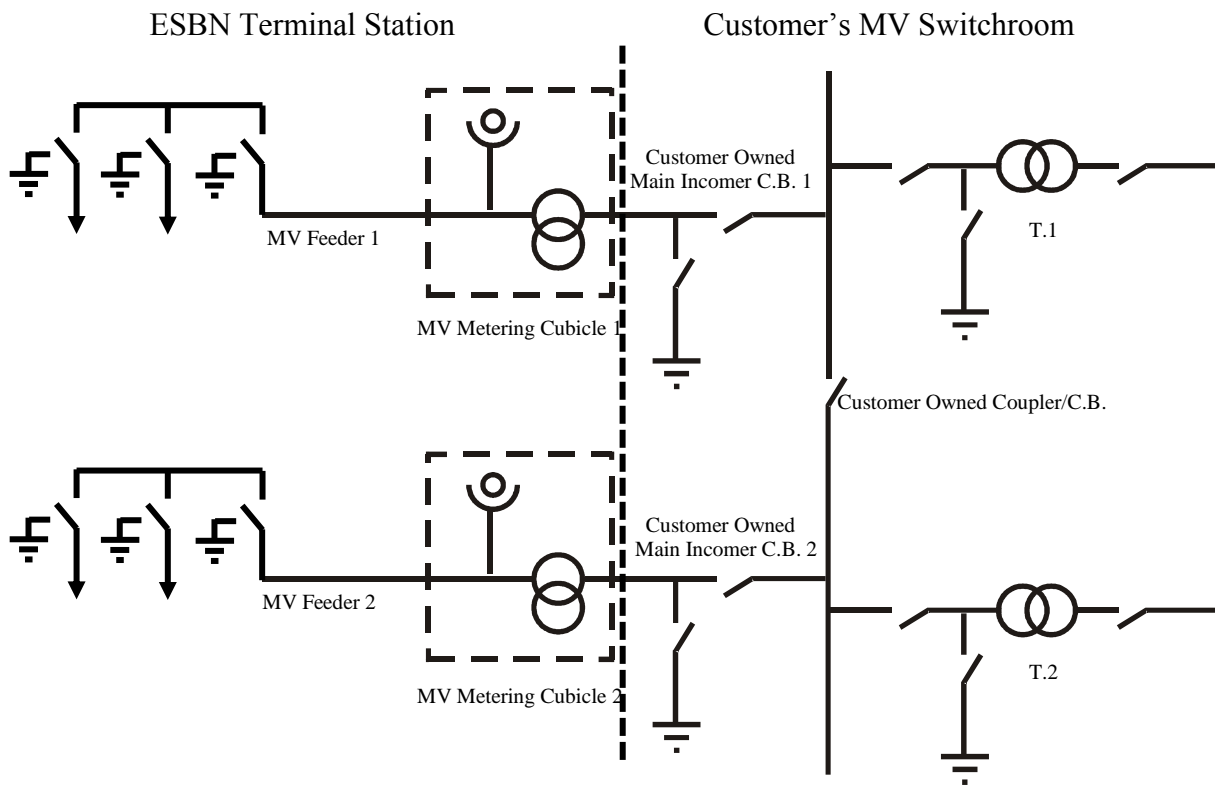 ESBN Terminal Station
Customer's MV Switchroom
Customer Owned
Main Incomer C.B. 1
MV Feeder 1
T.1
MV Metering Cubicle 1
Customer Owned Coupler/C.B.
Customer Owned
Main Incomer C.B. 2
MV Feeder 2
T.2
MV Metering Cubicle 2